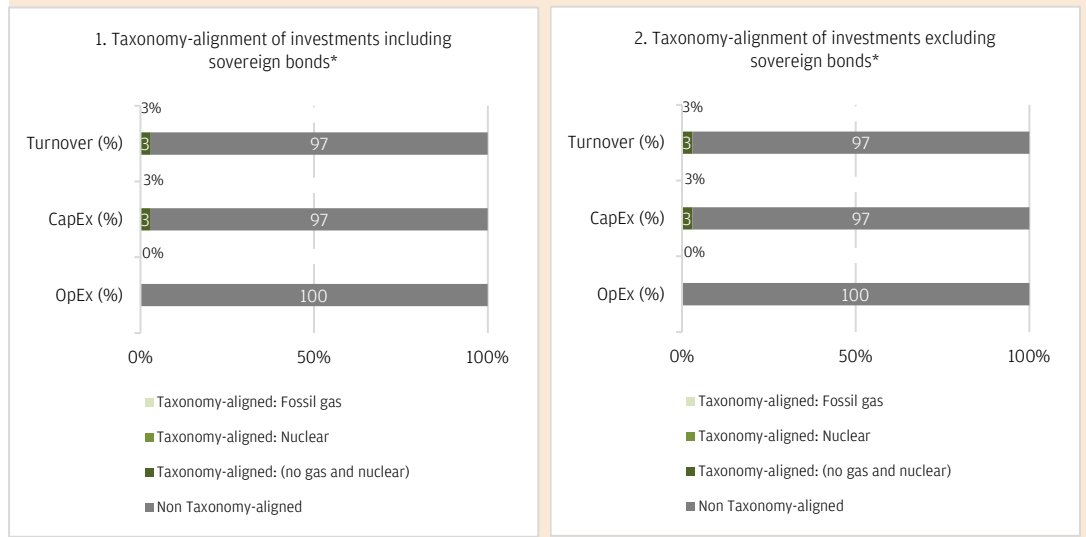 1. Taxonomy-alignment of investments including
sovereign bonds*
3%
Turnover (%)
3
97
3%
CapEx (%)
3
97
0%
OpEx (%)
100
0%
50%
100%
Taxonomy-aligned: Fossil gas
Taxonomy-aligned: Nuclear
Taxonomy-aligned: (no gas and nuclear)
Non Taxonomy-aligned
2. Taxonomy-alignment of investments excluding
sovereign bonds*
3%
Turnover (%)
3
97
3%
CapEx (%)
3
97
0%
OpEx (%)
100
0%
50%
100%
Taxonomy-aligned: Fossil gas
Taxonomy-aligned: Nuclear
Taxonomy-aligned: (no gas and nuclear)
Non Taxonomy-aligned